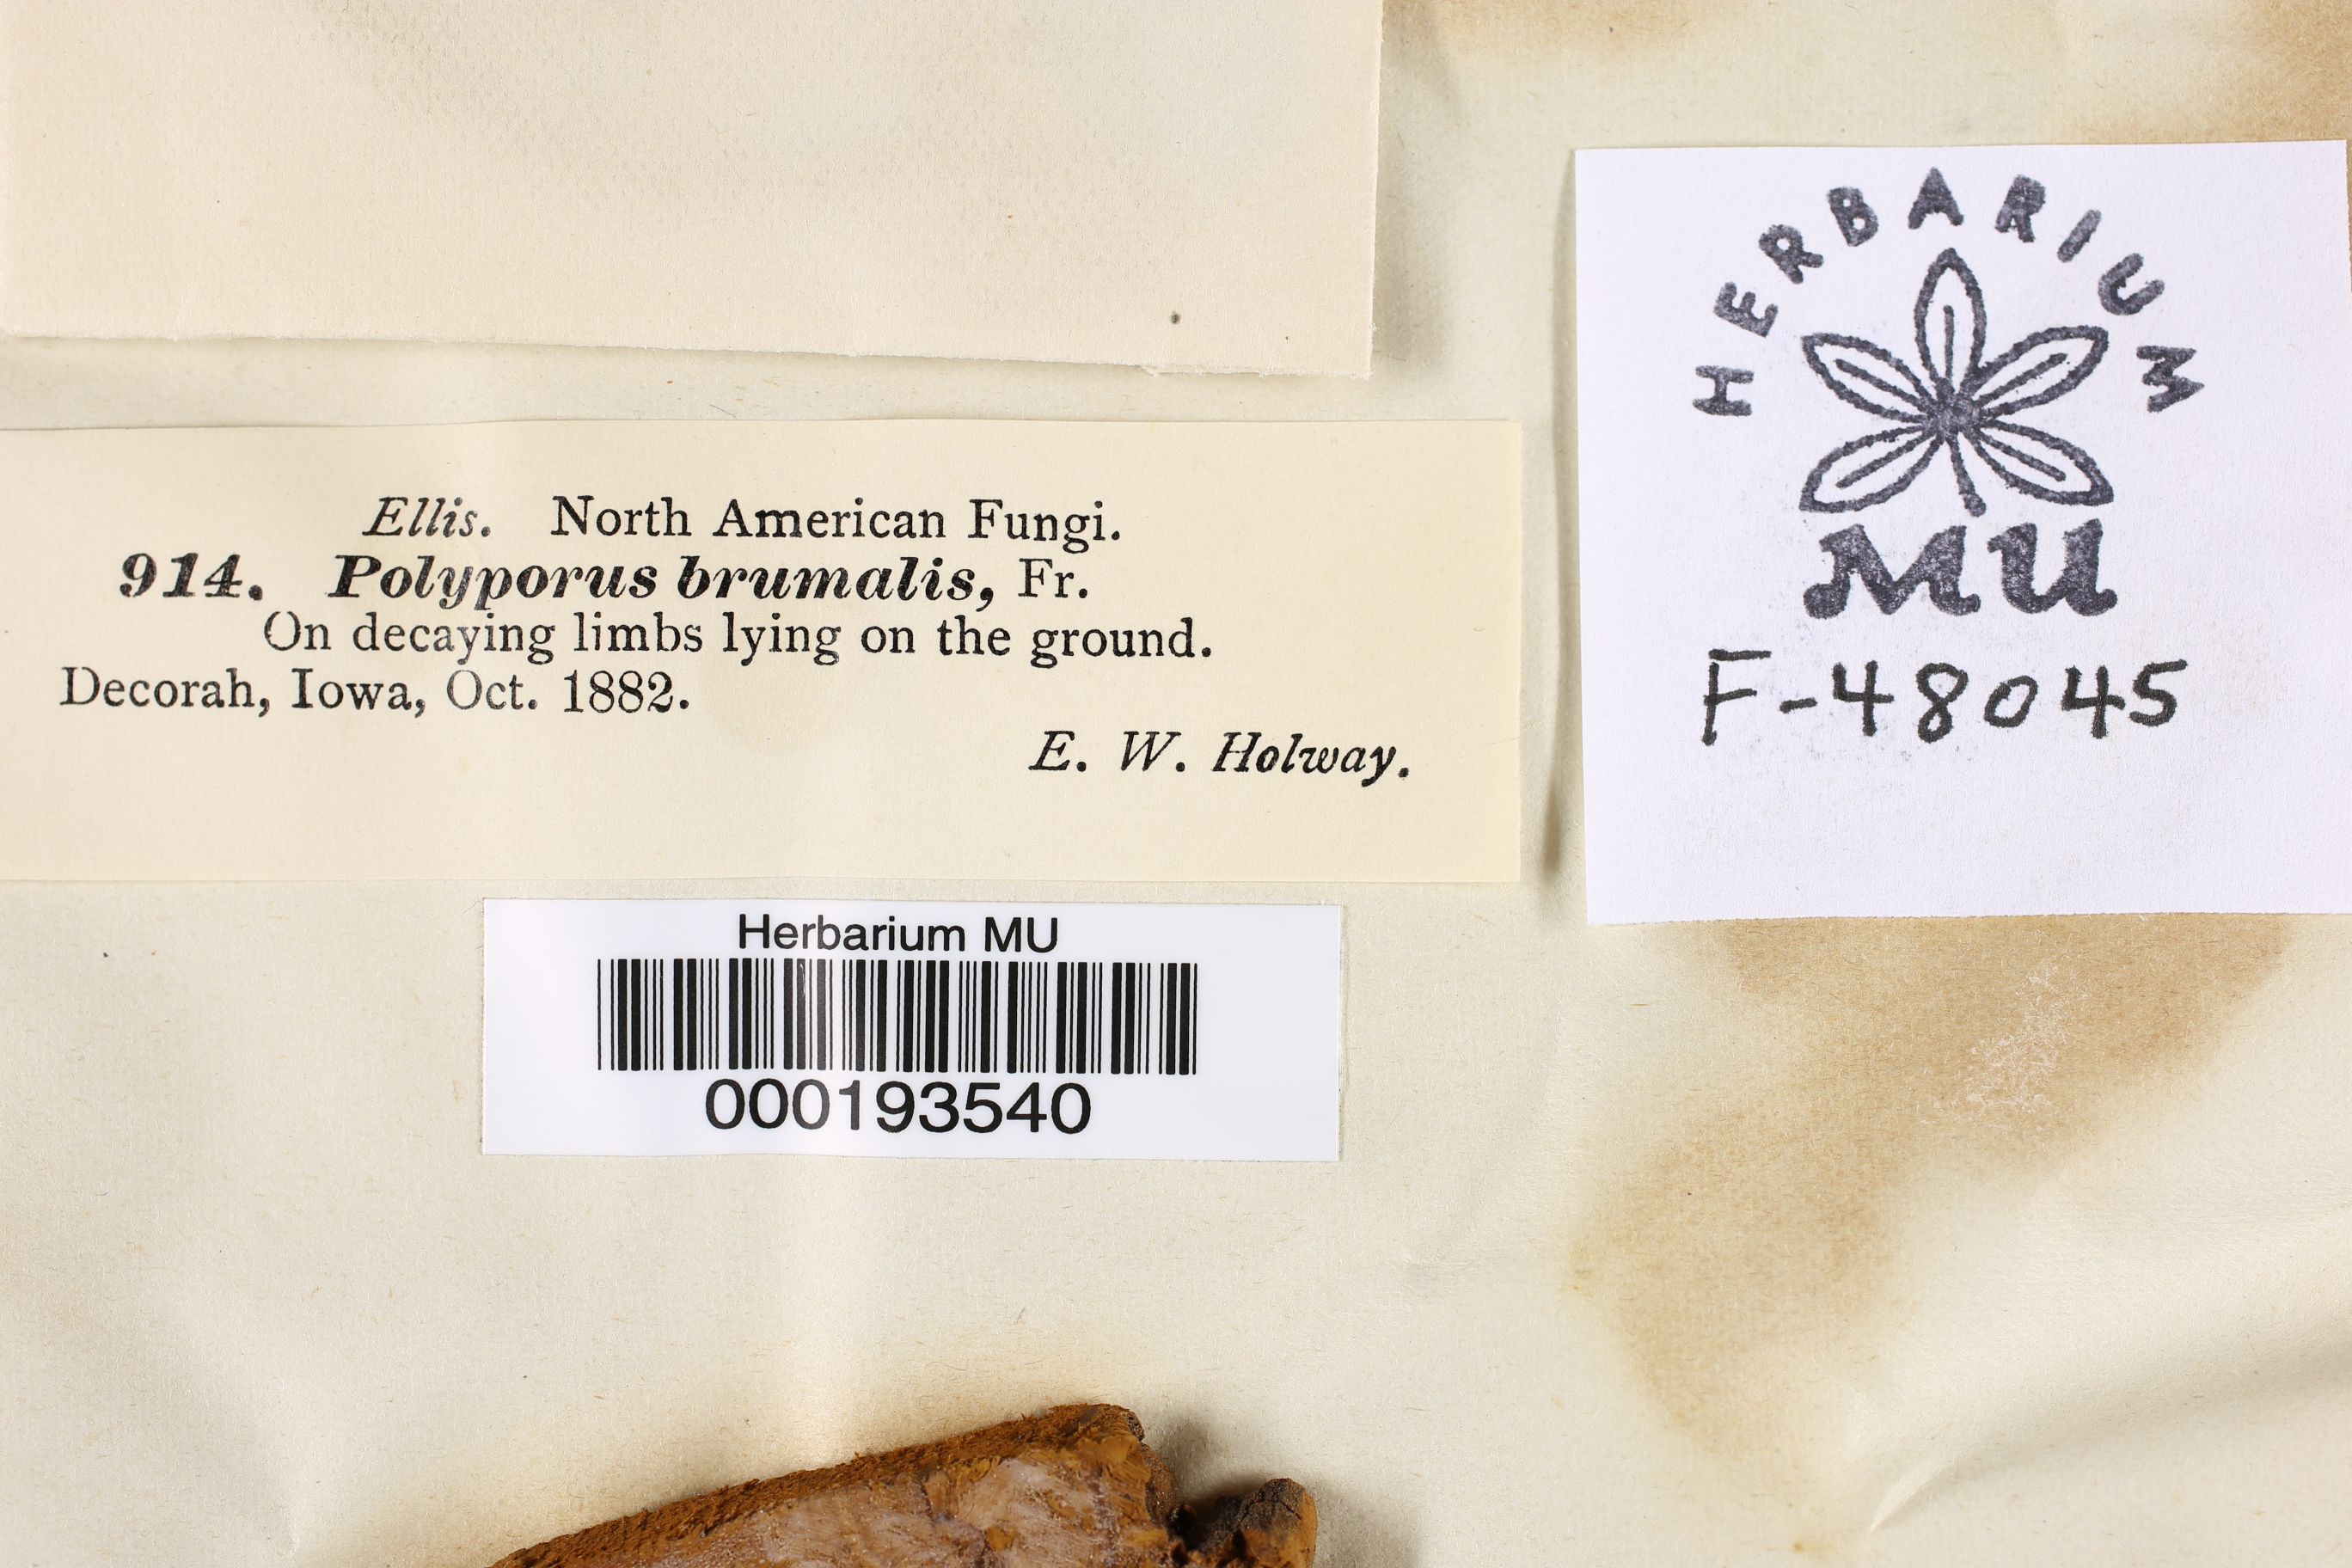 Ellis. North American Fungi.
914. Polyporus brumalis, Fr.
On decaying limbs lying on the ground.
Decorah, Iowa, Oct. 1882.
E. W. Holway.
HERBARIUM
MU
F-48045
Herbarium MU
000193540